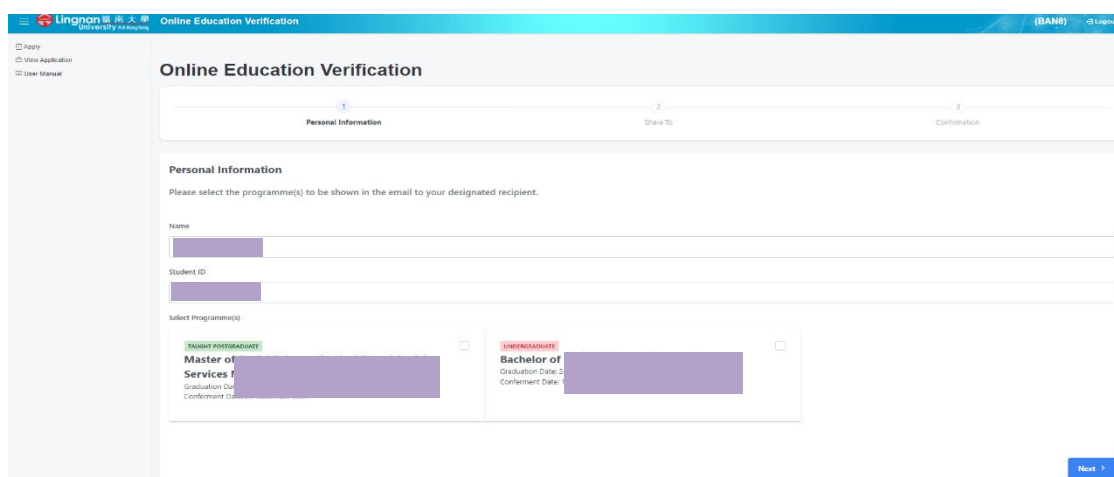 Lingnan 嶺南大學 Online Education Verification (BAN8) Logout
University Hong Kong
Apply
View Application
User Manual
Online Education Verification
1 2 3
Personal Information Share To Confirmation
Personal Information
Please select the programme(s) to be shown in the email to your designated recipient.
Name
Student ID
Select Programme(s)
TAUGHT POSTGRADUATE
Master of
Services
Graduation
Conferment
UNDERGRADUATE
Bachelor of
Graduation Date: 2
Conferment Date:
Next >